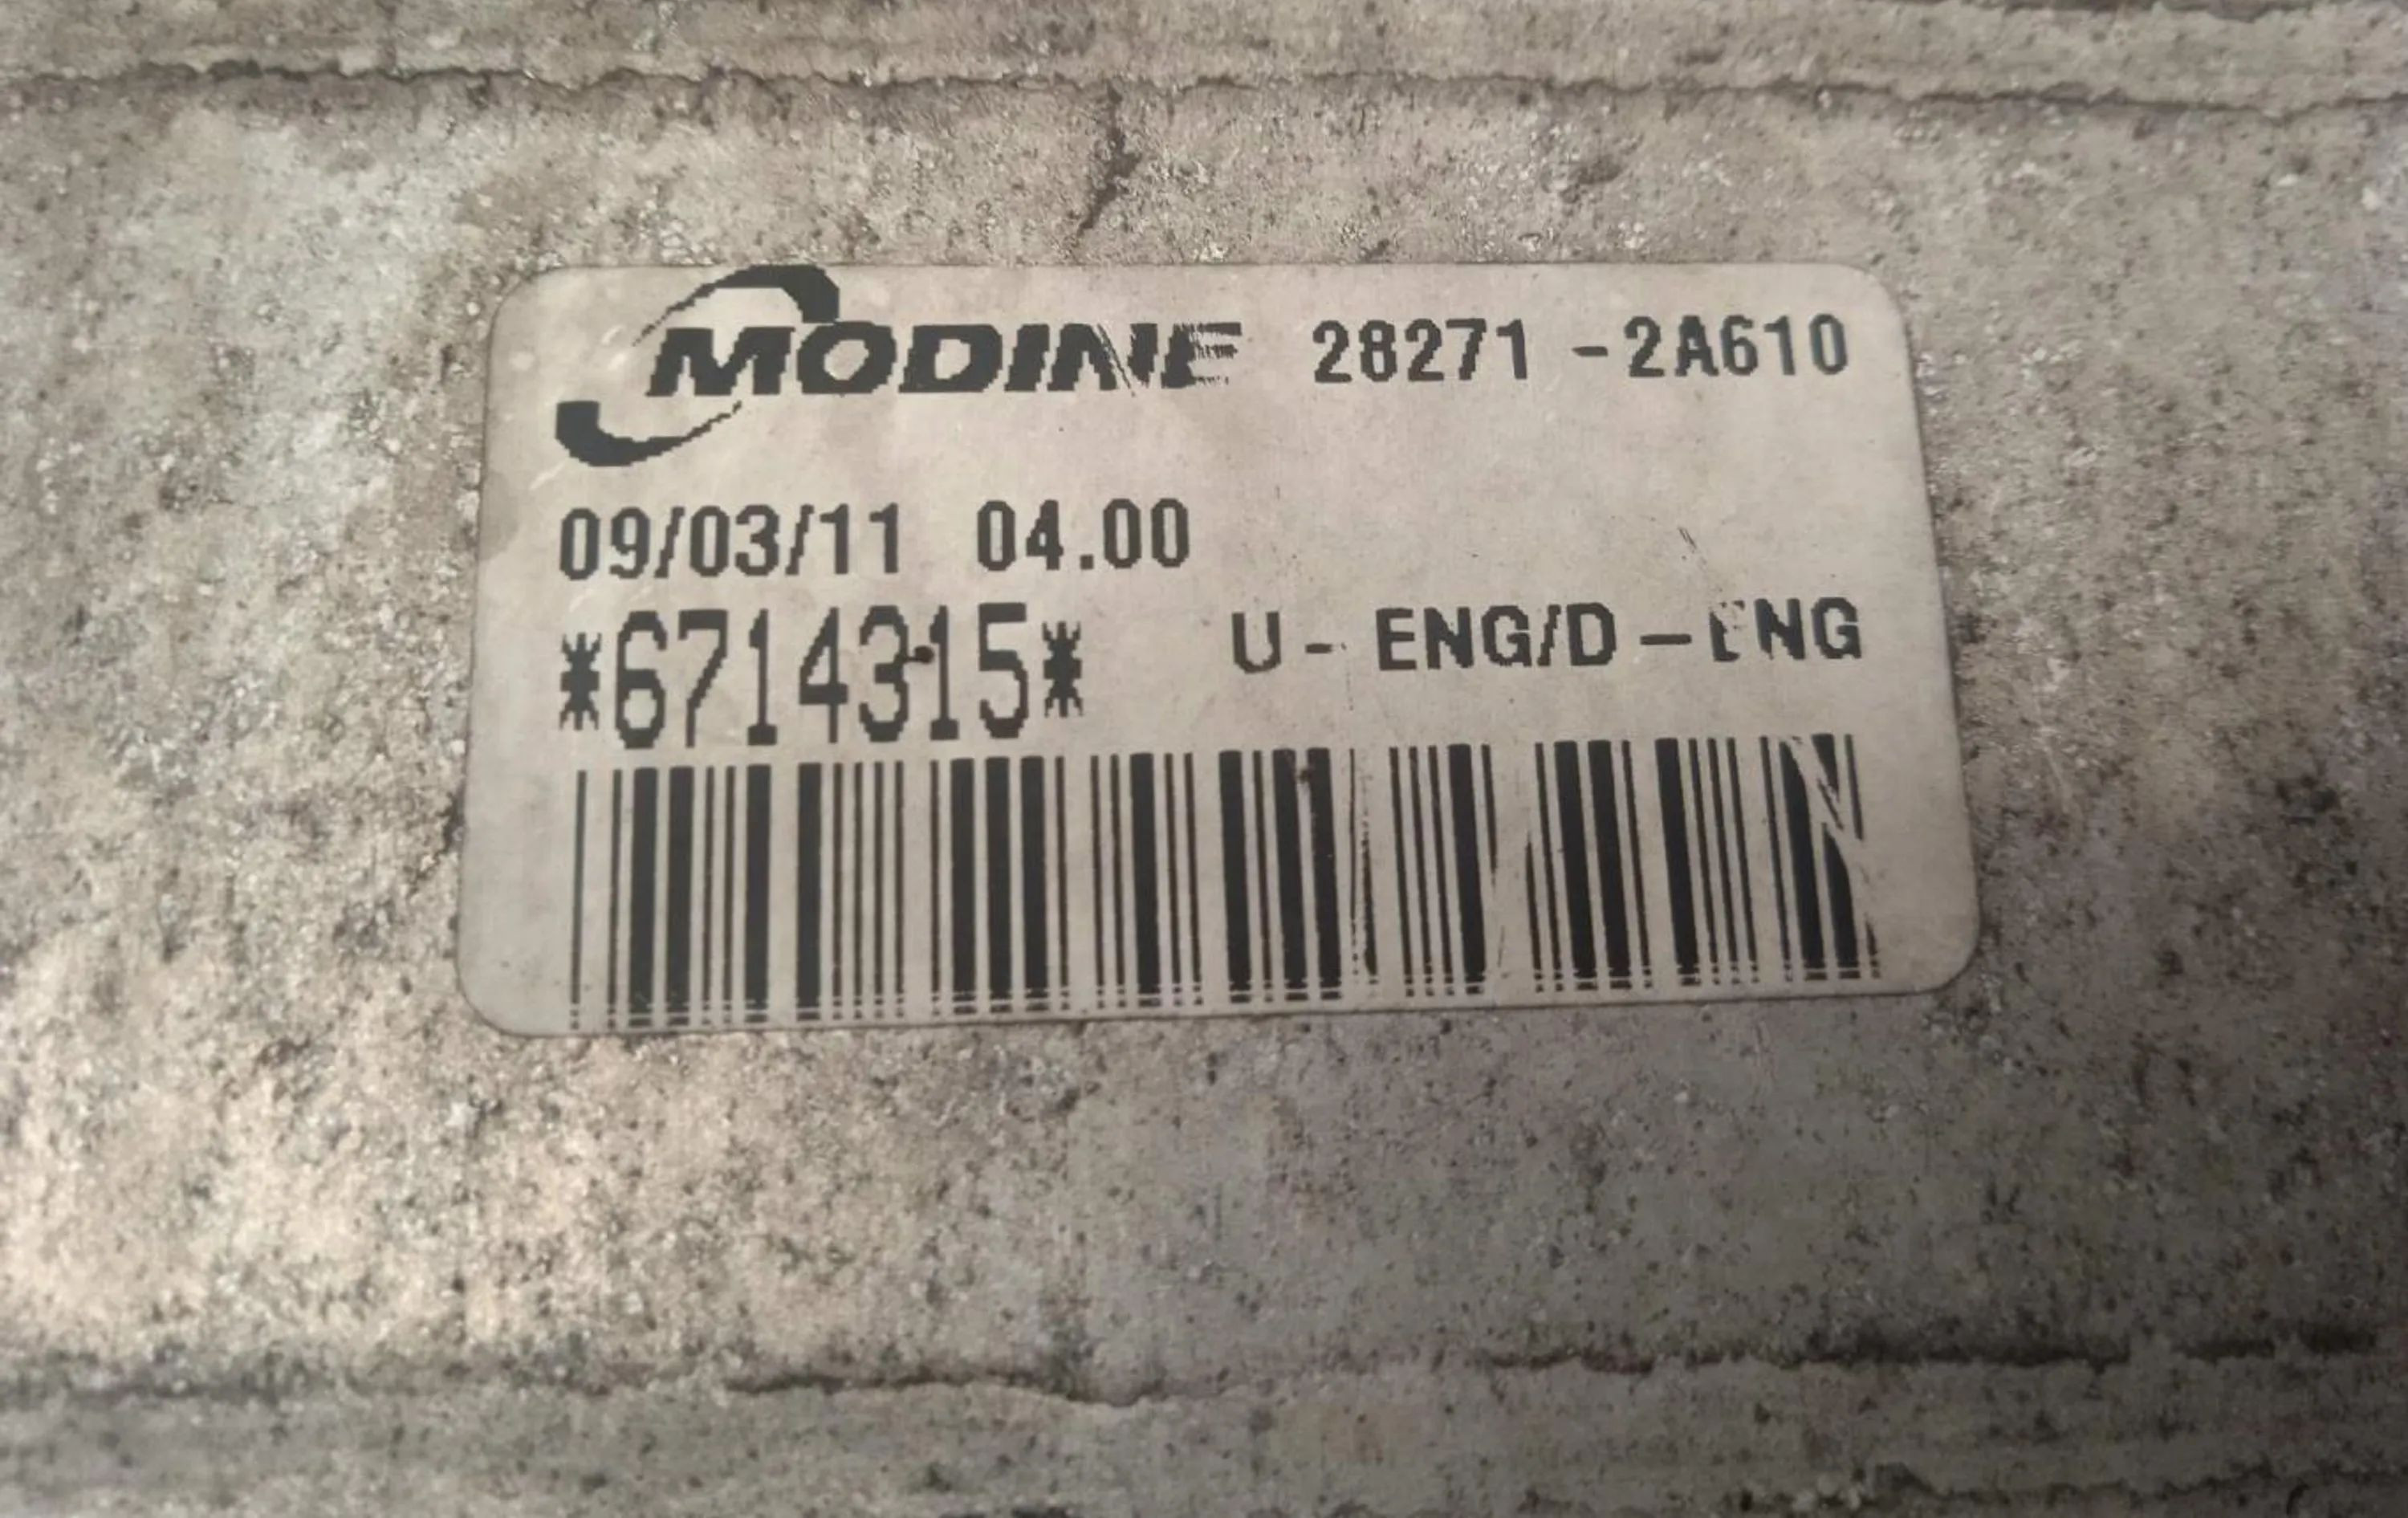 MODINE 28271-2A610
09/03/11 04.00
*6714315* U- ENG/D-ENG